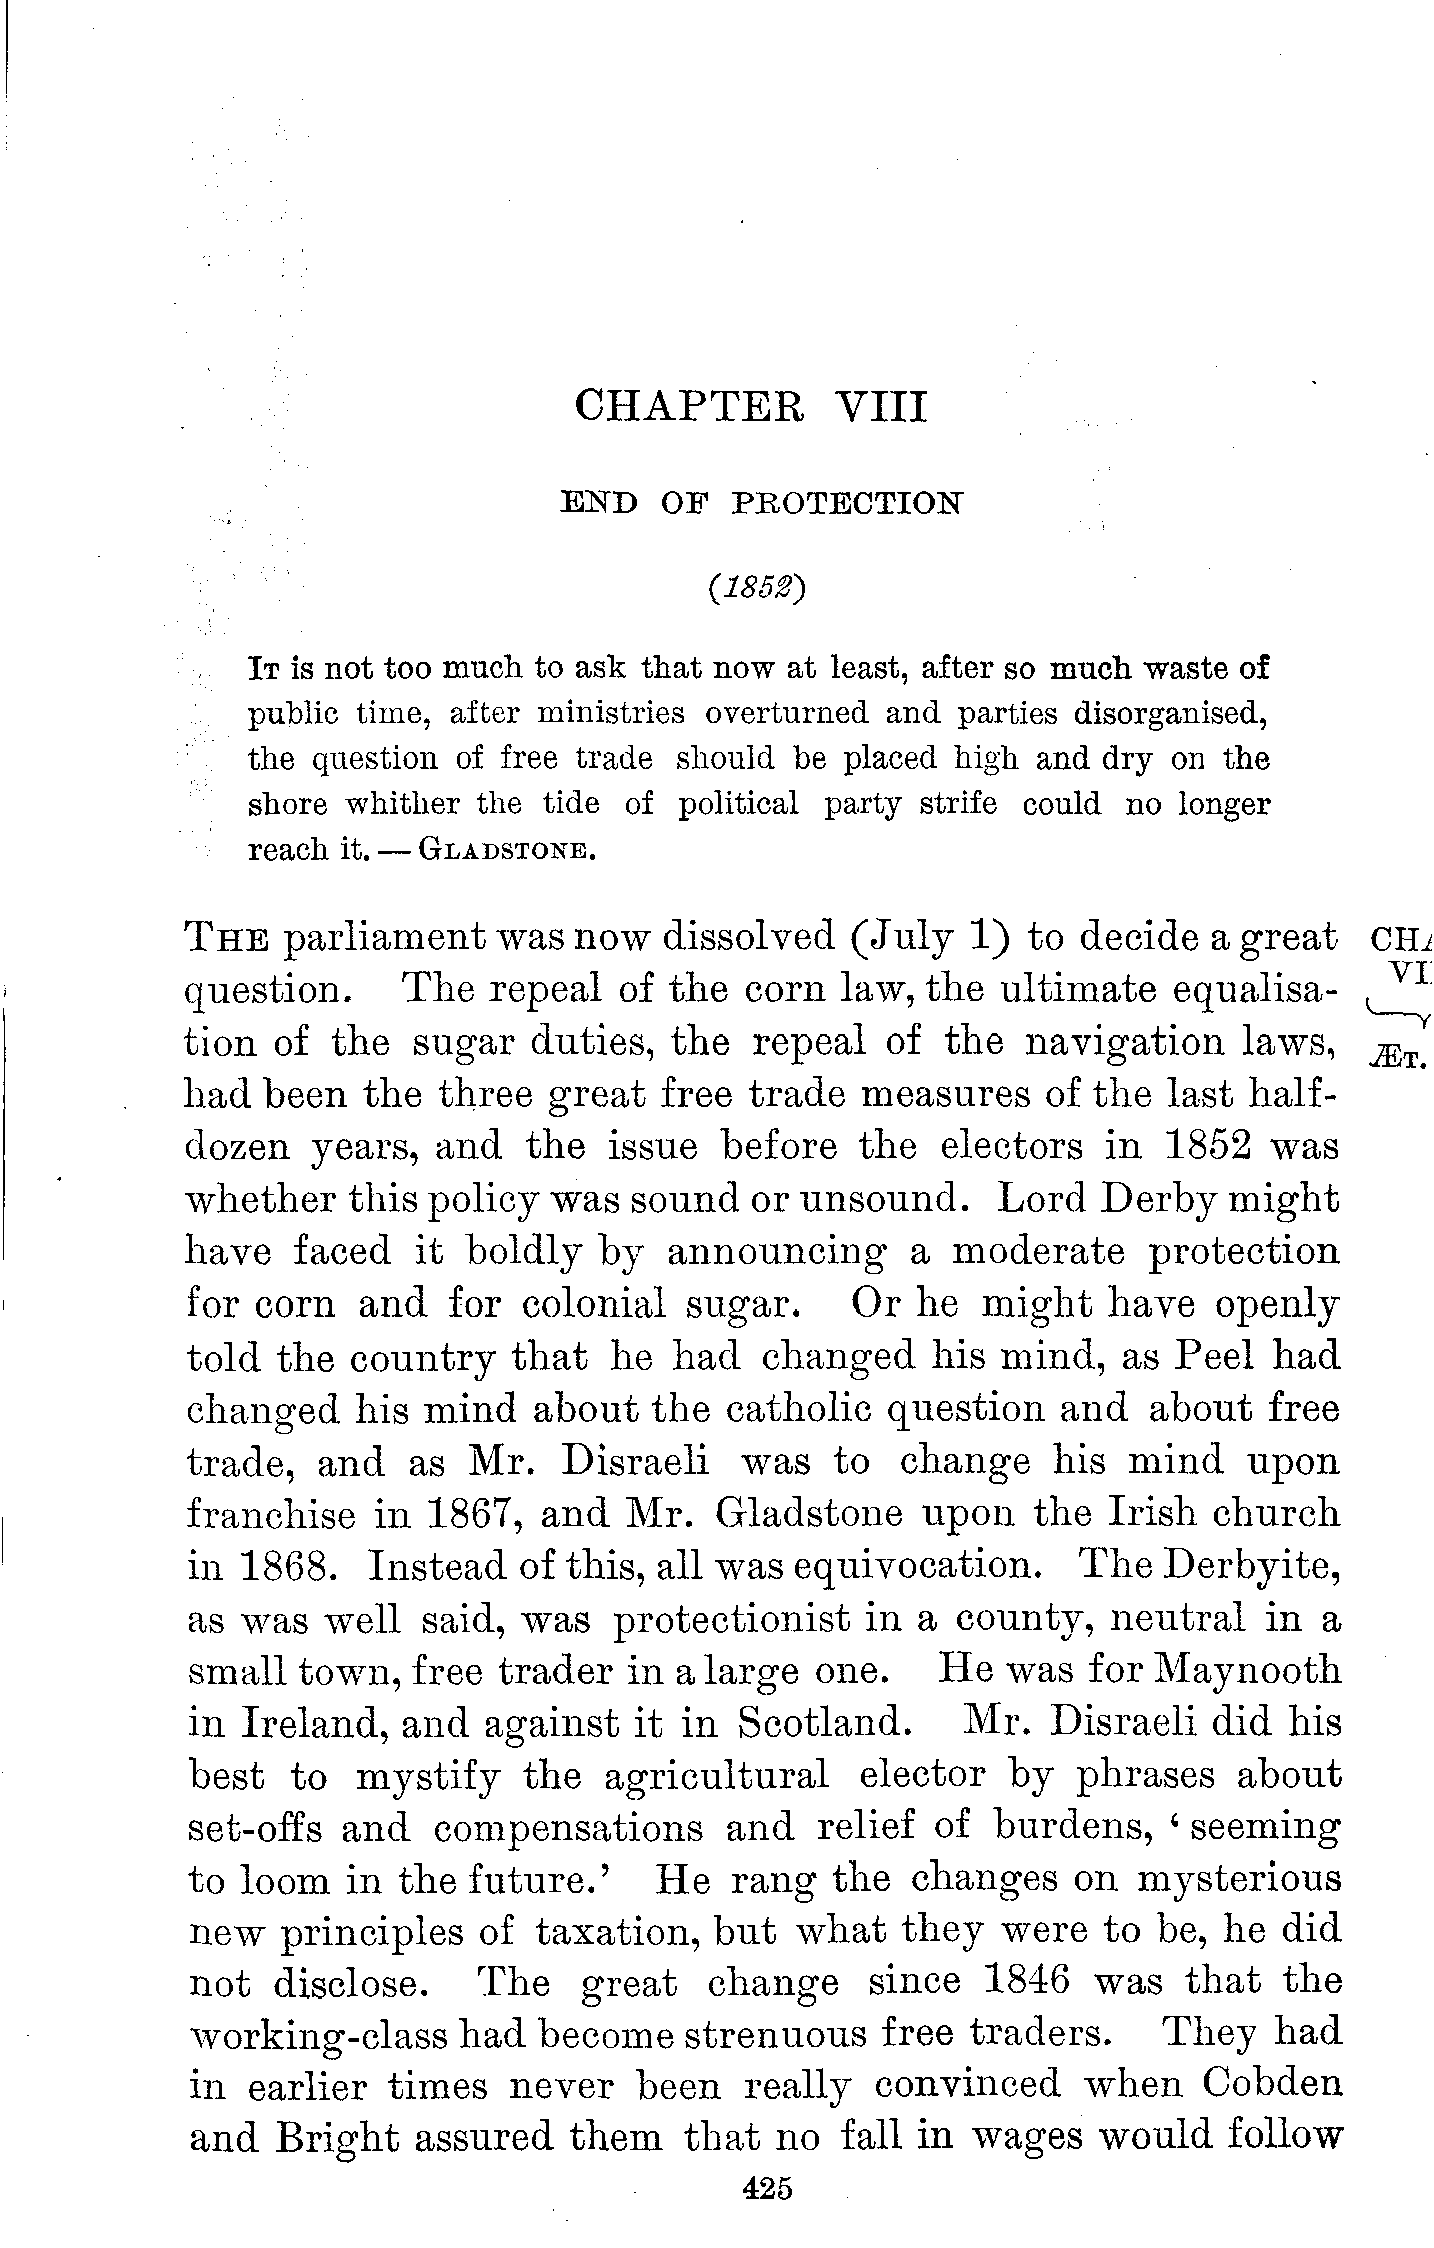 CHAPTER VIII
END OF PROTECTION
(1852)
IT is not too much to ask that now at least, after so much waste of
public time, after ministries overturned and parties disorganised,
the question of free trade should be placed high and dry on the
shore whither the tide of political party strife could no longer
reach it. — GLADSTONE.
THE parliament was now dissolved (July 1) to decide a great
question. The repeal of the corn law, the ultimate equalisa-
tion of the sugar duties, the repeal of the navigation laws,
ÆT.
had been the three great free trade measures of the last half-
dozen years, and the issue before the electors in 1852 was
whether this policy was sound or unsound. Lord Derby might
have faced it boldly by announcing a moderate protection
for corn and for colonial sugar. Or he might have openly
told the country that he had changed his mind, as Peel had
changed his mind about the catholic question and about free
trade, and as Mr. Disraeli was to change his mind upon
franchise in 1867, and Mr. Gladstone upon the Irish church
in 1868. Instead of this, all was equivocation. The Derbyite,
as was well said, was protectionist in a county, neutral in a
small town, free trader in a large one. He was for Maynooth
in Ireland, and against it in Scotland. Mr. Disraeli did his
best to mystify the agricultural elector by phrases about
set-offs and compensations and relief of burdens, ‘ seeming
to loom in the future.’ He rang the changes on mysterious
new principles of taxation, but what they were to be, he did
not disclose. The great change since 1846 was that the
working-class had become strenuous free traders. They had
in earlier times never been really convinced when Cobden
and Bright assured them that no fall in wages would follow
425